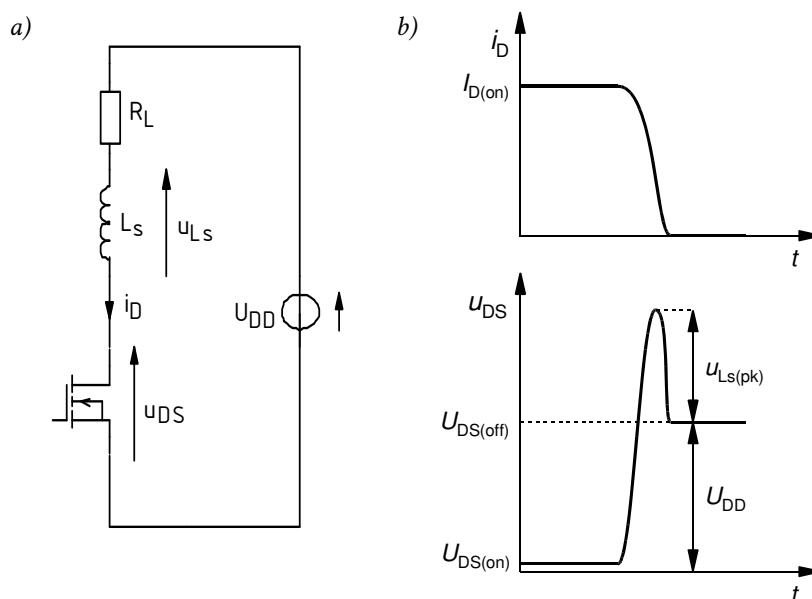 a)
R_L
L_s
u_Ls
i_D
U_DD
u_DS
b)
i_D
I_D(on)
t
u_DS
u_Ls(pk)
U_DS(off)
U_DD
U_DS(on)
t